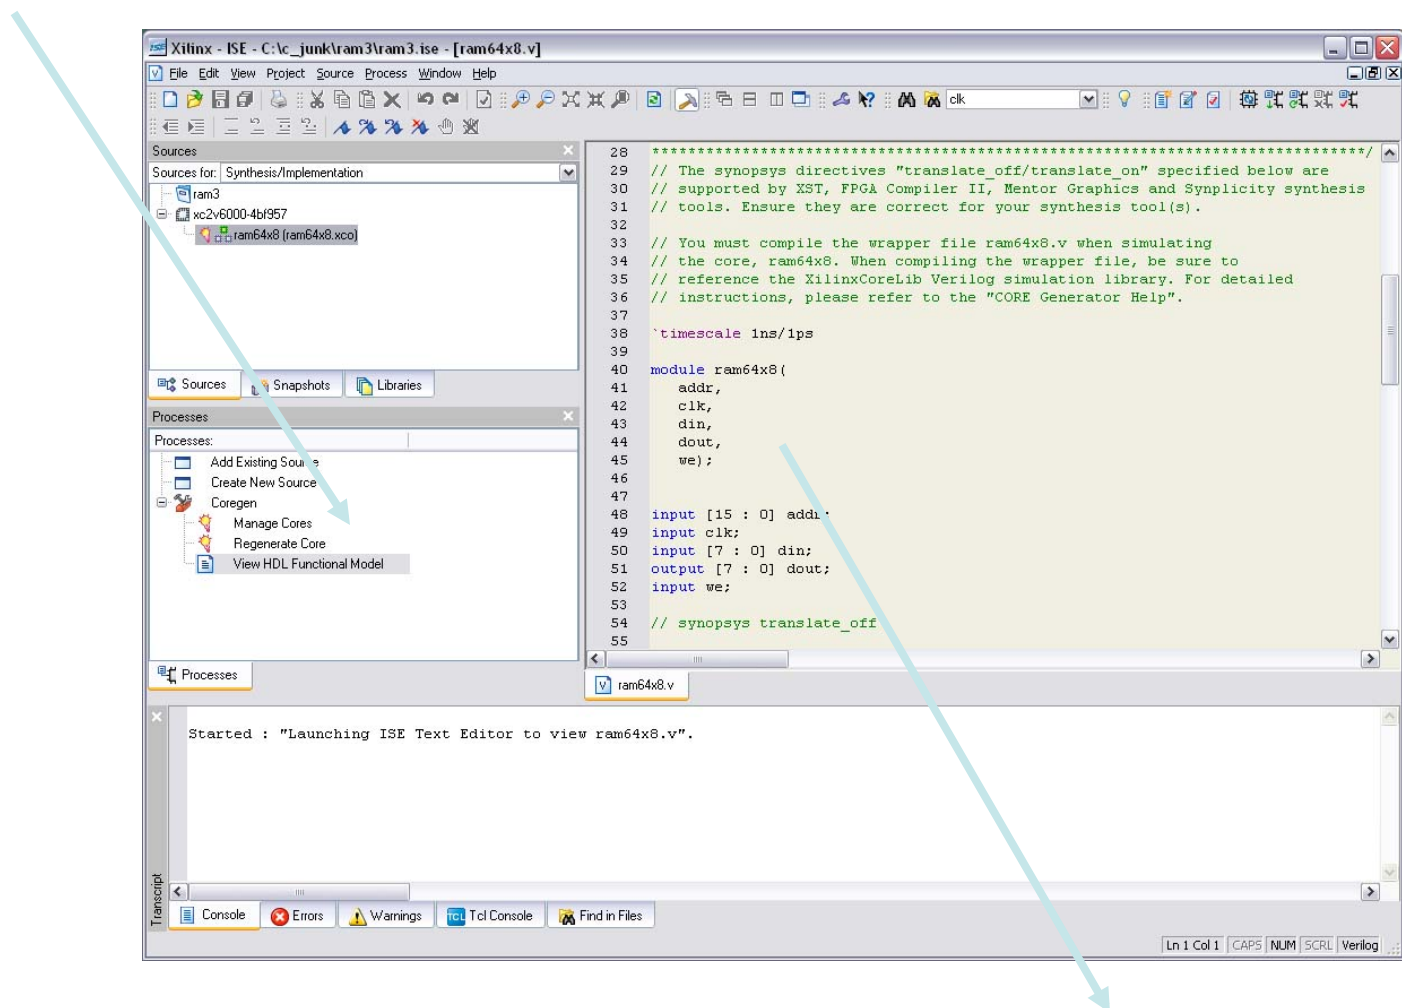 Xilinx - ISE - C:\c_junk\ram3\ram3.ise - [ram64x8.v]
File Edit View Project Source Process Window Help
clk
Sources
Sources for: Synthesis/Implementation
ram3
xc2v6000-4bf957
ram64x8 (ram64x8.xco)
Sources Snapshots Libraries
Processes
Processes:
Add Existing Source
Create New Source
Coregen
Manage Cores
Regenerate Core
View HDL Functional Model
Processes
28 ******************************************************************************/
29 // The synopsys directives "translate_off/translate_on" specified below are
30 // supported by XST, FPGA Compiler II, Mentor Graphics and Synplicity synthesis
31 // tools. Ensure they are correct for your synthesis tool(s).
32
33 // You must compile the wrapper file ram64x8.v when simulating
34 // the core, ram64x8. When compiling the wrapper file, be sure to
35 // reference the XilinxCoreLib Verilog simulation library. For detailed
36 // instructions, please refer to the "CORE Generator Help".
37
38 `timescale 1ns/1ps
39
40 module ram64x8(
41 addr,
42 clk,
43 din,
44 dout,
45 we);
46
47
48 input [15 : 0] addr;
49 input clk;
50 input [7 : 0] din;
51 output [7 : 0] dout;
52 input we;
53
54 // synopsys translate_off
55
ram64x8.v
Started : "Launching ISE Text Editor to view ram64x8.v".
Transcript
Console Errors Warnings Tcl Console Find in Files
Ln 1 Col 1 CAPS NUM SCRL Verilog